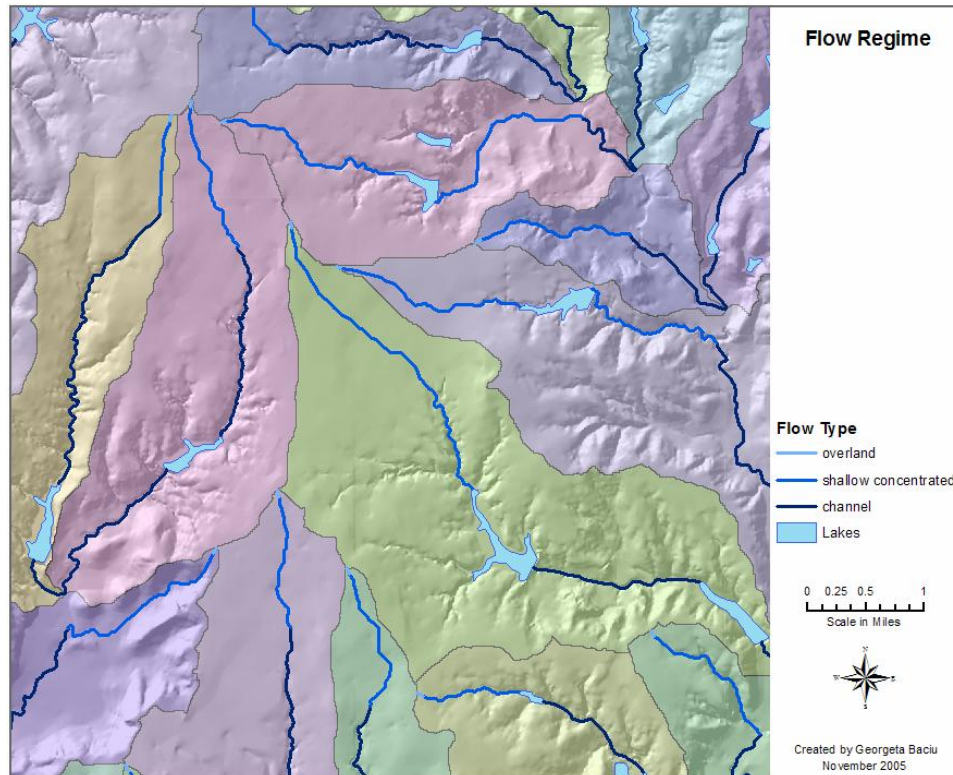 Flow Regime
Flow Type
overland
shallow concentrated
channel
Lakes
0 0.25 0.5 1
Scale in Miles
N
W E
S
Created by Georgeta Baciu
November 2005